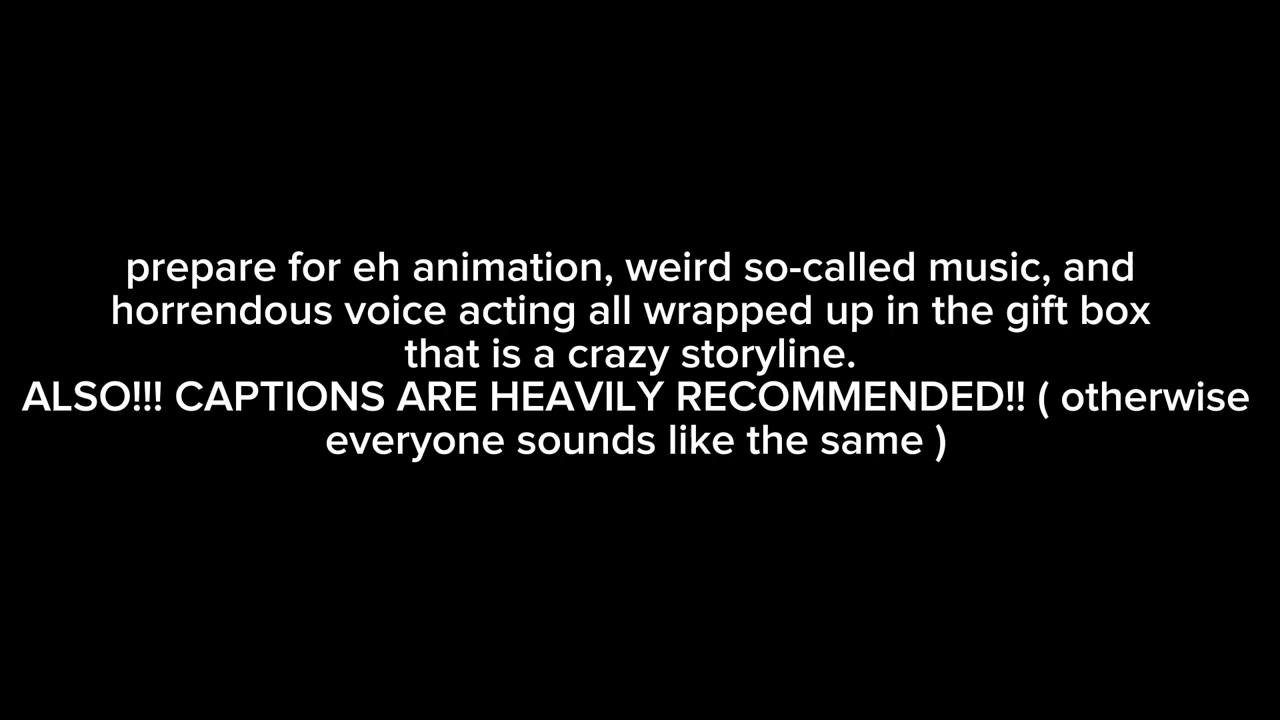 prepare for eh animation, weird so-called music, and
horrendous voice acting all wrapped up in the gift box
that is a crazy storyline.
ALSO!!! CAPTIONS ARE HEAVILY RECOMMENDED!! ( otherwise
everyone sounds like the same )